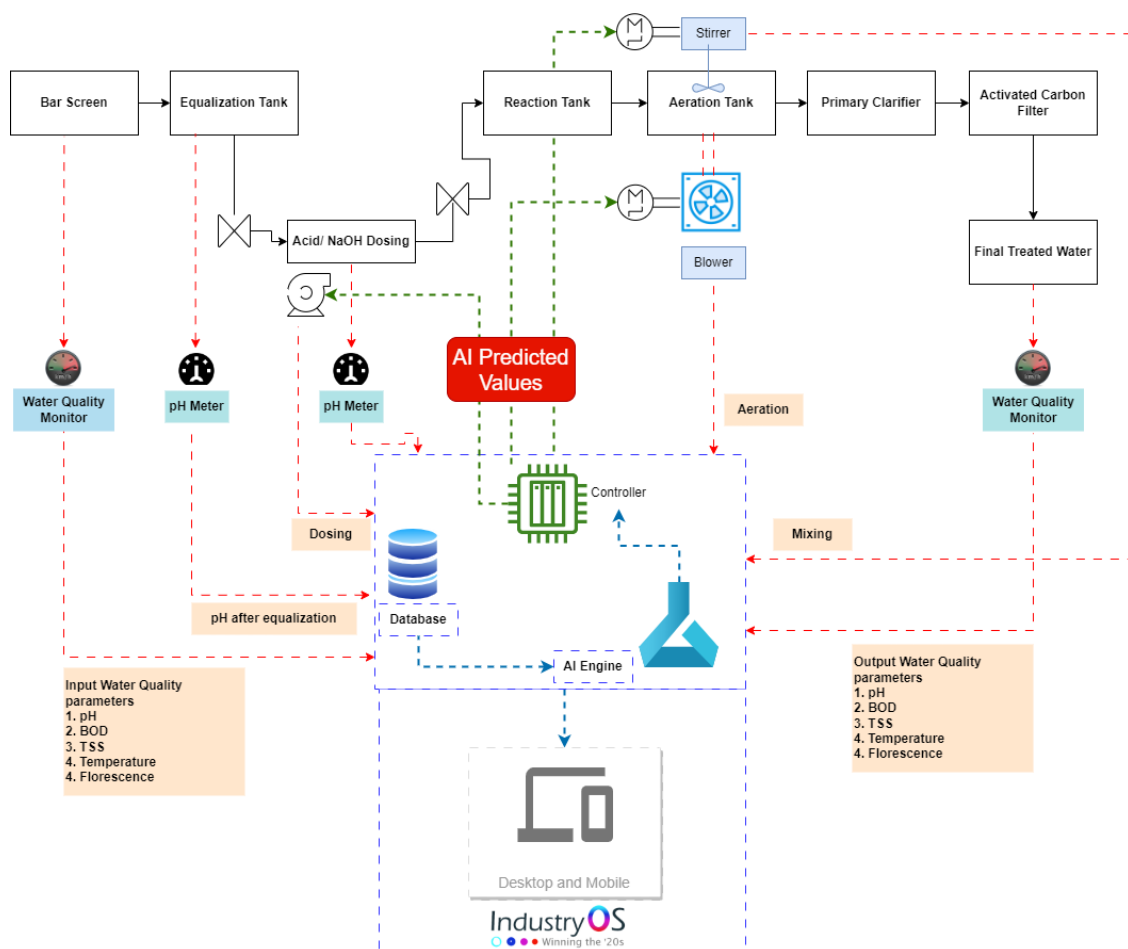 Stirrer
Bar Screen
Equalization Tank
Reaction Tank
Aeration Tank
Primary Clarifier
Activated Carbon
Filter
M
M
Acid/ NaOH Dosing
Blower
Final Treated Water
AI Predicted
Values
Water Quality
Monitor
pH Meter
pH Meter
Aeration
Water Quality
Monitor
Controller
Dosing
Mixing
pH after equalization
Database
AI Engine
Input Water Quality
parameters
1. pH
2. BOD
3. TSS
4. Temperature
4. Florescence
Output Water Quality
parameters
1. pH
2. BOD
3. TSS
4. Temperature
4. Florescence
Desktop and Mobile
IndustryOS
Winning the '20s